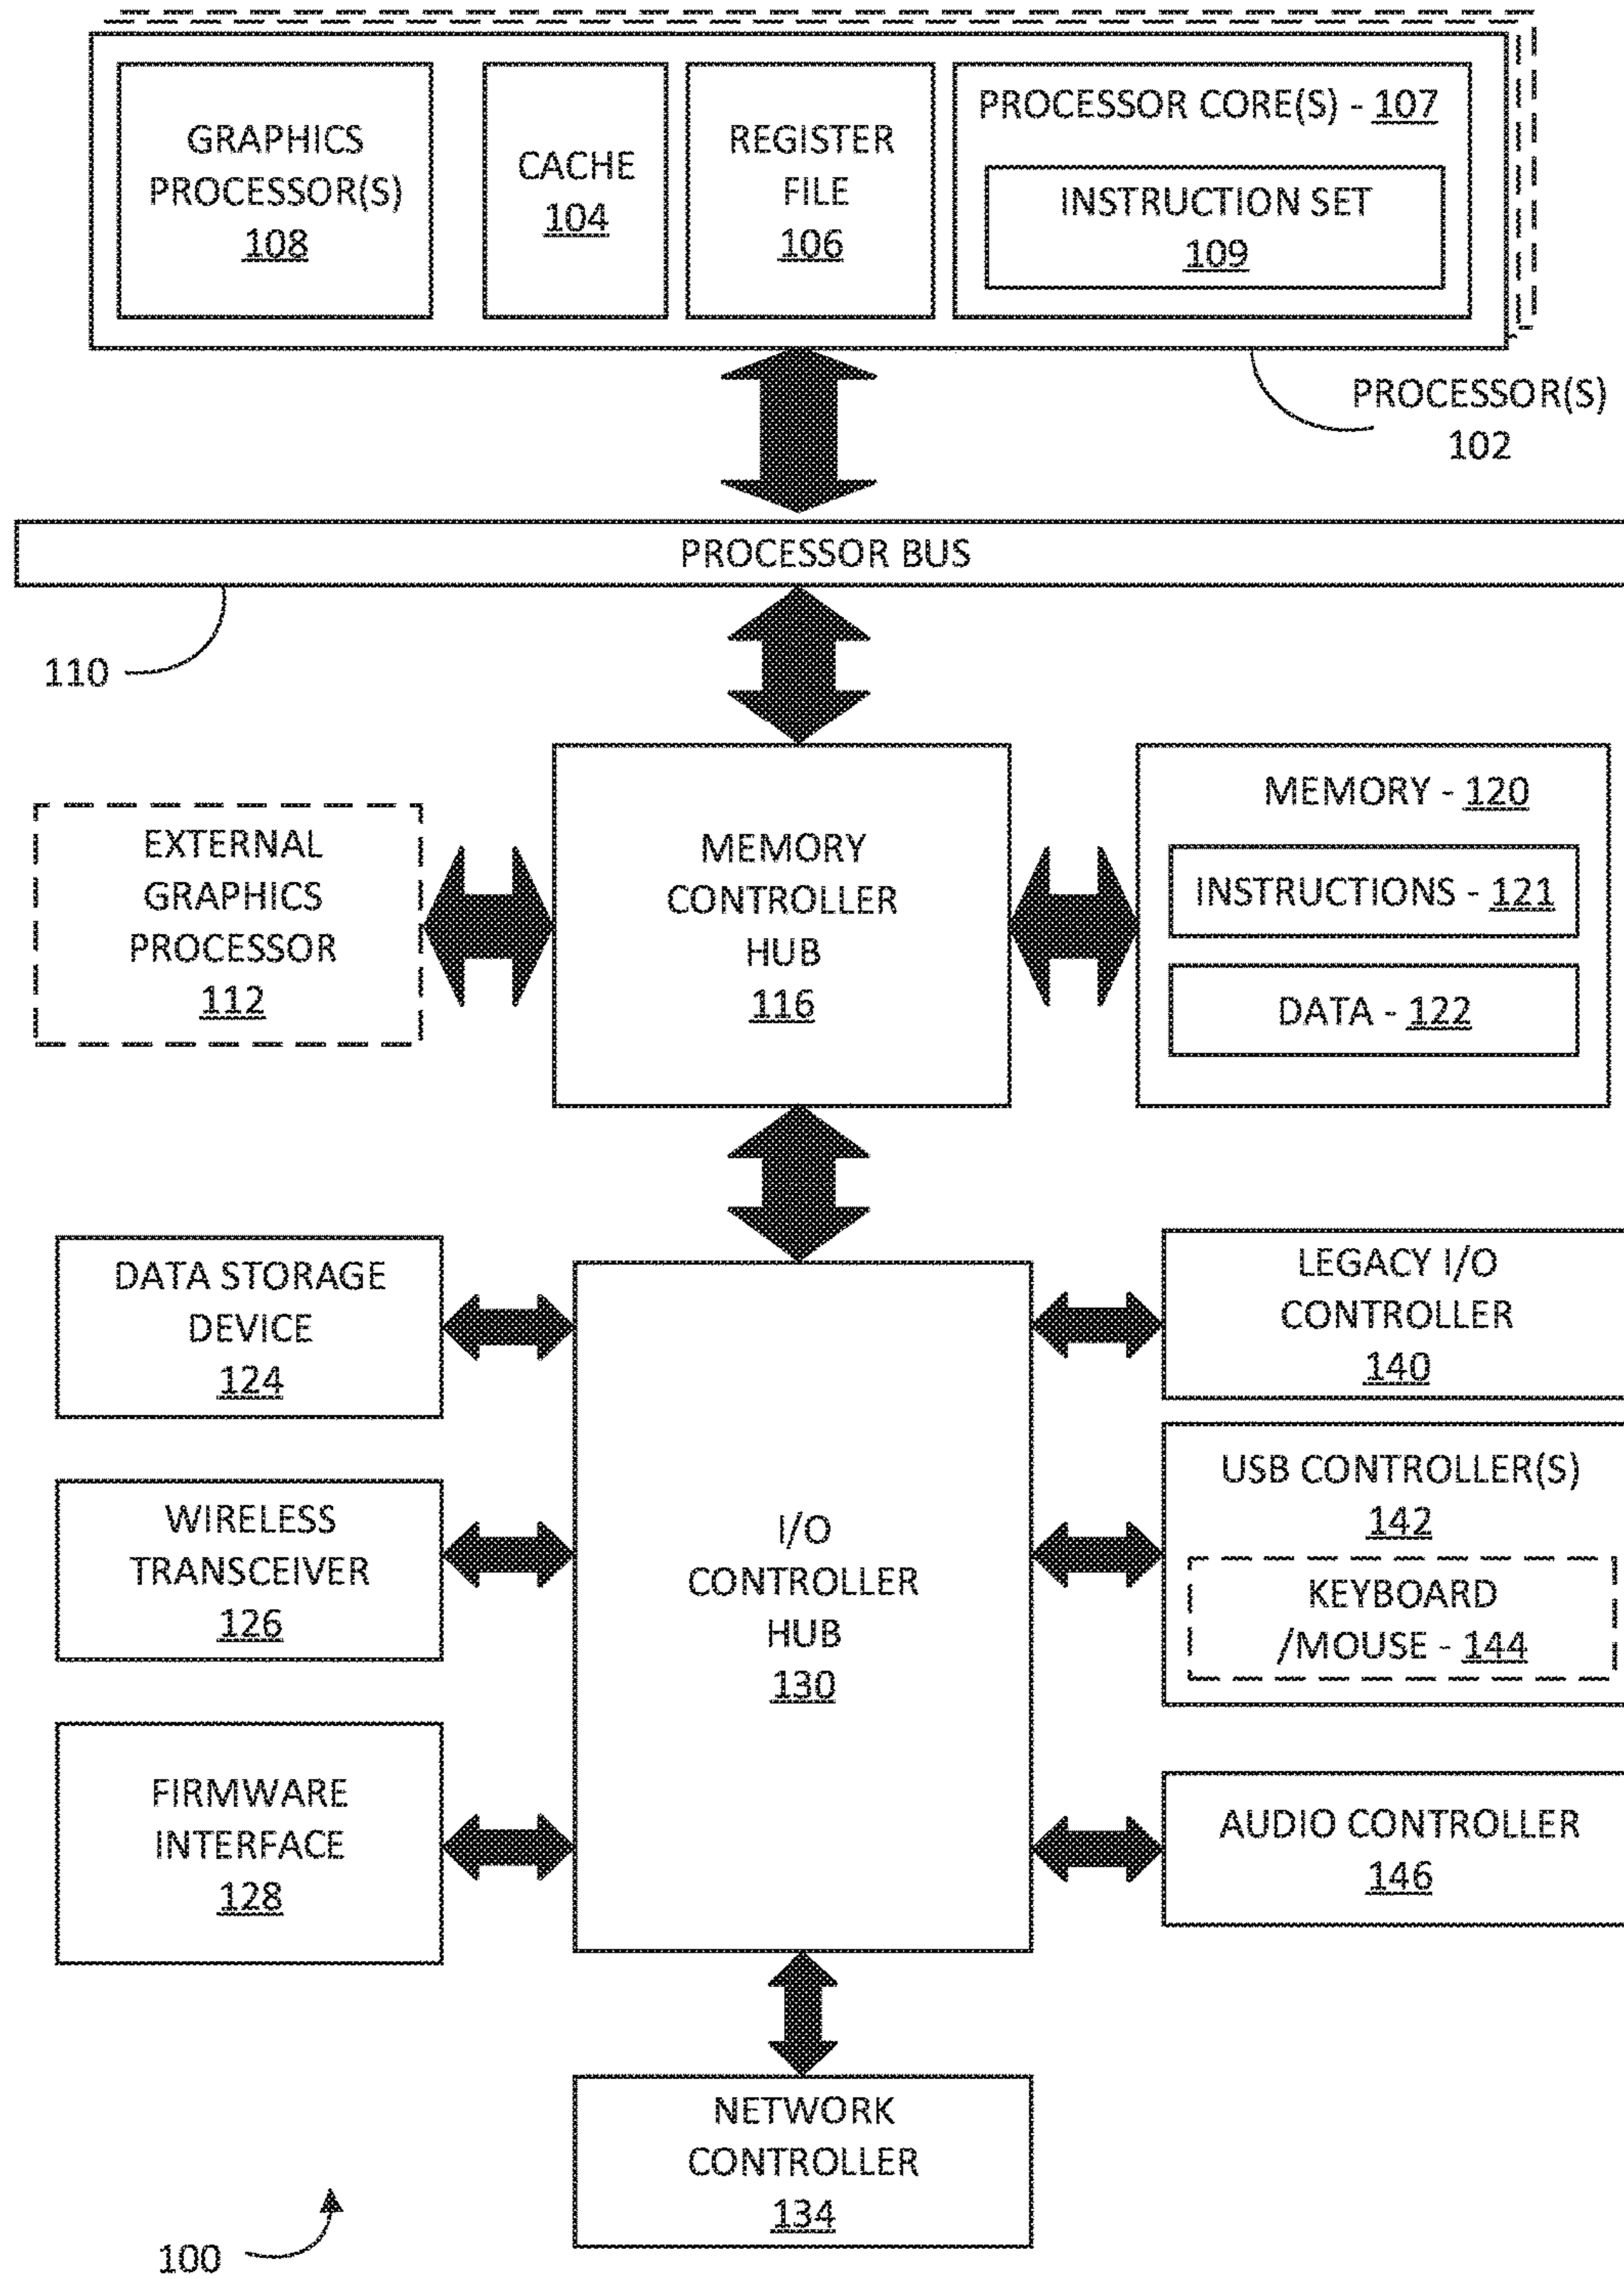 GRAPHICS
PROCESSOR(S)
108
CACHE
104
REGISTER
FILE
106
PROCESSOR CORE(S) - 107
INSTRUCTION SET
109
PROCESSOR(S)
102
PROCESSOR BUS
110
EXTERNAL
GRAPHICS
PROCESSOR
112
MEMORY
CONTROLLER
HUB
116
MEMORY - 120
INSTRUCTIONS - 121
DATA - 122
DATA STORAGE
DEVICE
124
LEGACY I/O
CONTROLLER
140
WIRELESS
TRANSCEIVER
126
I/O
CONTROLLER
HUB
130
USB CONTROLLER(S)
142
KEYBOARD
/MOUSE - 144
FIRMWARE
INTERFACE
128
AUDIO CONTROLLER
146
NETWORK
CONTROLLER
134
100